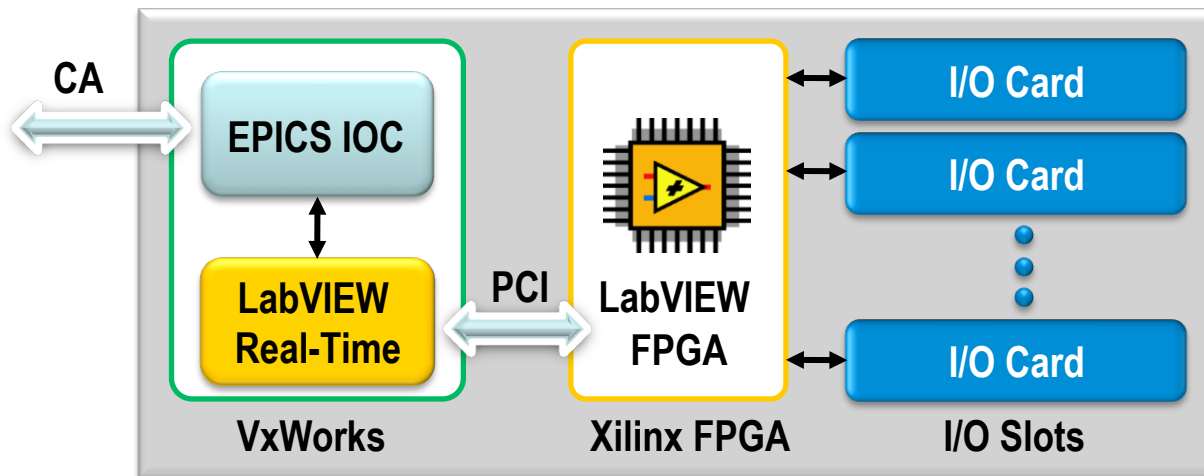 CA
EPICS IOC
LabVIEW
Real-Time
VxWorks
PCI
LabVIEW
FPGA
Xilinx FPGA
I/O Card
I/O Card
I/O Card
I/O Slots